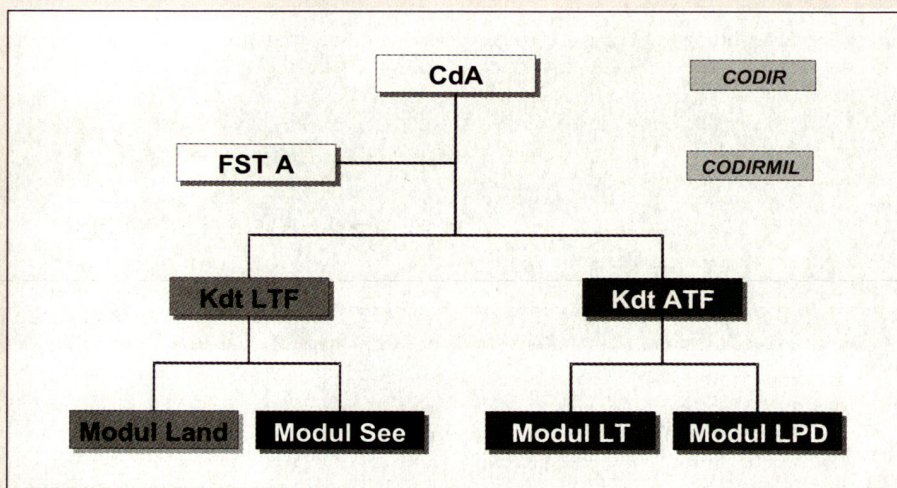 CdA
CODIR
FST A
CODIRMIL
Kdt LTF
Kdt ATF
Modul Land
Modul See
Modul LT
Modul LPD